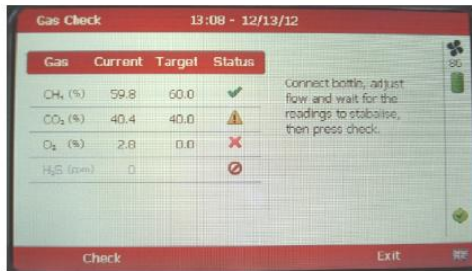 Gas Check 13:08 - 12/13/12
86
Gas Current Target Status
CH₄ (%) 59.8 60.0
CO₂ (%) 40.4 40.0
O₂ (%) 2.8 0.0
H₂S (ppm) 0
Connect bottle, adjust
flow and wait for the
readings to stabalise,
then press check.
Check Exit